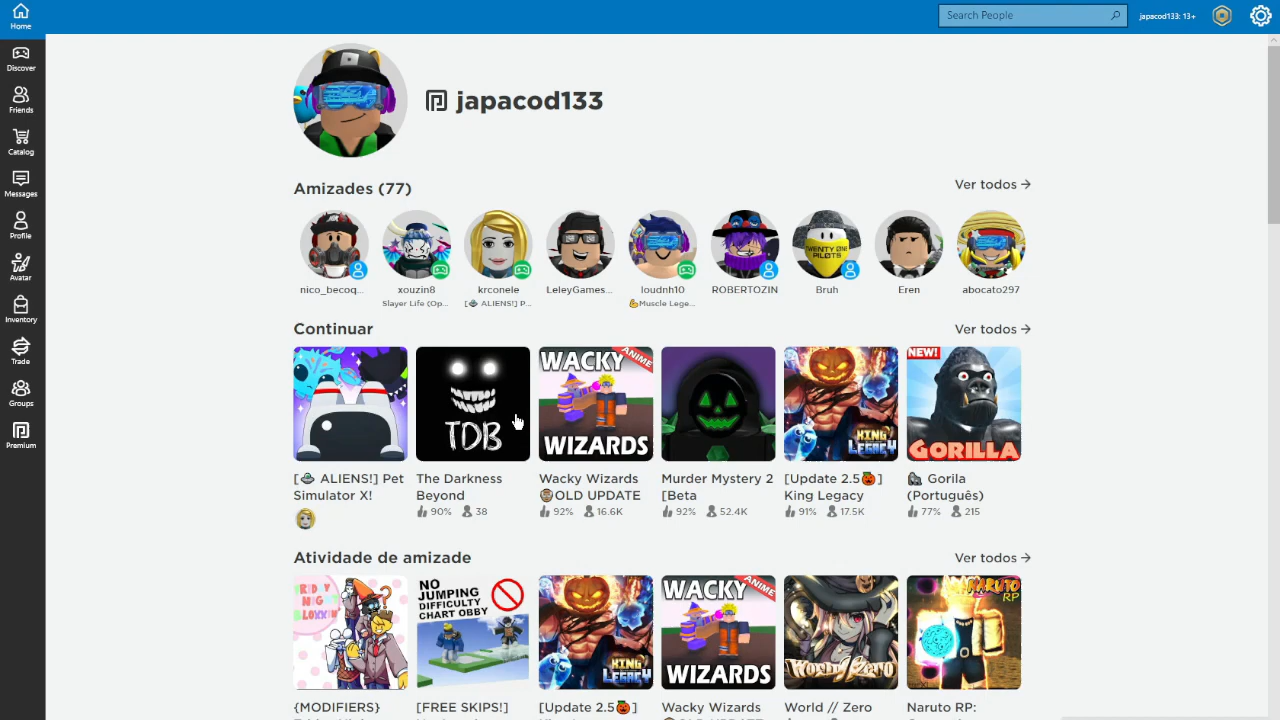 Home
Search People
japacod133: 13+
Discover
Friends
Catalog
Messages
Profile
Avatar
Inventory
Trade
Groups
Premium
japacod133
Amizades (77)
Ver todos →
nico_becoq...
xouzin8
Slayer Life (Op...
krconele
[🛸 ALIENS!] P...
LeleyGames...
loudnh10
💪Muscle Lege...
ROBERTOZIN
TWENTY ONE
PILOTS
Bruh
Eren
abocato297
Continuar
Ver todos →
TDB
WACKY
ANIME
WIZARDS
KING
LEGACY
NEW!
GORILLA
[🛸 ALIENS!] Pet
Simulator X!
The Darkness
Beyond
90% 38
Wacky Wizards
🐵OLD UPDATE
92% 16.6K
Murder Mystery 2
[Beta
92% 52.4K
[Update 2.5🎃]
King Legacy
91% 17.5K
🦍 Gorila
(Português)
77% 215
Atividade de amizade
Ver todos →
FRIDAY
NIGHT
BLOXXIN'
NO
JUMPING
DIFFICULTY
CHART OBBY
KING
LEGACY
WACKY
ANIME
WIZARDS
World//Zero
NARUTO
RP
{MODIFIERS}
[FREE SKIPS!]
[Update 2.5🎃]
Wacky Wizards
World // Zero
Naruto RP: